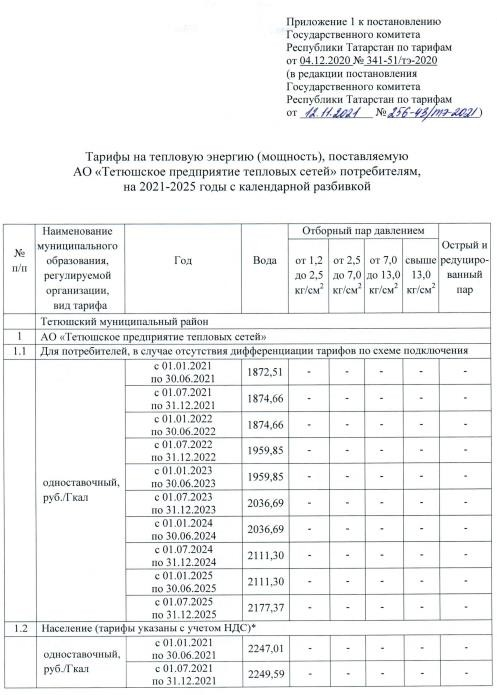 Приложение 1 к постановлению
Государственного комитета
Республики Татарстан по тарифам
от 04.12.2020 № 341-51/тэ-2020
(в редакции постановления
Государственного комитета
Республики Татарстан по тарифам
от 12.11.2021 № 256-43/тэ-2021)
Тарифы на тепловую энергию (мощность), поставляемую
АО «Тетюшское предприятие тепловых сетей» потребителям,
на 2021-2025 годы с календарной разбивкой
№ п/п
Наименование
муниципального
образования,
регулируемой
организации,
вид тарифа
Год
Вода
Отборный пар давлением
от 1,2
до 2,5
кг/см²
от 2,5
до 7,0
кг/см²
от 7,0
до 13,0
кг/см²
свыше
13,0
кг/см²
Острый и
редуциро-
ванный
пар
Тетюшский муниципальный район
1 АО «Тетюшское предприятие тепловых сетей»
1.1 Для потребителей, в случае отсутствия дифференциации тарифов по схеме подключения
одноставочный,
руб./Гкал
с 01.01.2021
по 30.06.2021 1872,51 - - - - -
с 01.07.2021
по 31.12.2021 1874,66 - - - - -
с 01.01.2022
по 30.06.2022 1874,66 - - - - -
с 01.07.2022
по 31.12.2022 1959,85 - - - - -
с 01.01.2023
по 30.06.2023 1959,85 - - - - -
с 01.07.2023
по 31.12.2023 2036,69 - - - - -
с 01.01.2024
по 30.06.2024 2036,69 - - - - -
с 01.07.2024
по 31.12.2024 2111,30 - - - - -
с 01.01.2025
по 30.06.2025 2111,30 - - - - -
с 01.07.2025
по 31.12.2025 2177,37 - - - - -
1.2 Население (тарифы указаны с учетом НДС)*
одноставочный,
руб./Гкал
с 01.01.2021
по 30.06.2021 2247,01 - - - - -
с 01.07.2021
по 31.12.2021 2249,59 - - - - -